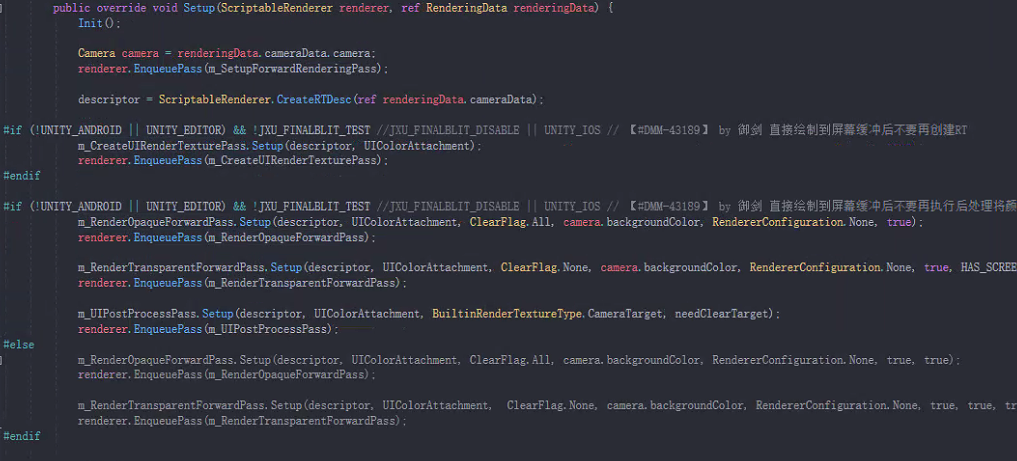 public override void Setup(ScriptableRenderer renderer, ref RenderingData renderingData) {
Init();
Camera camera = renderingData.cameraData.camera;
renderer.EnqueuePass(m_SetupForwardRenderingPass);
descriptor = ScriptableRenderer.CreateRTDesc(ref renderingData.cameraData);
#if (!UNITY_ANDROID || UNITY_EDITOR) && !JXU_FINALBLIT_TEST //JXU_FINALBLIT_DISABLE || UNITY_IOS // 【#DMM-43189】 by 御剑 直接绘制到屏幕缓冲后不要再创建RT
m_CreateUIRenderTexturePass.Setup(descriptor, UIColorAttachment);
renderer.EnqueuePass(m_CreateUIRenderTexturePass);
#endif
#if (!UNITY_ANDROID || UNITY_EDITOR) && !JXU_FINALBLIT_TEST //JXU_FINALBLIT_DISABLE || UNITY_IOS // 【#DMM-43189】 by 御剑 直接绘制到屏幕缓冲后不要再执行后处理将颜
m_RenderOpaqueForwardPass.Setup(descriptor, UIColorAttachment, ClearFlag.All, camera.backgroundColor, RendererConfiguration.None, true);
renderer.EnqueuePass(m_RenderOpaqueForwardPass);
m_RenderTransparentForwardPass.Setup(descriptor, UIColorAttachment, ClearFlag.None, camera.backgroundColor, RendererConfiguration.None, true, HAS_SCREE
renderer.EnqueuePass(m_RenderTransparentForwardPass);
m_UIPostProcessPass.Setup(descriptor, UIColorAttachment, BuiltinRenderTextureType.CameraTarget, needClearTarget);
renderer.EnqueuePass(m_UIPostProcessPass);
#else
m_RenderOpaqueForwardPass.Setup(descriptor, UIColorAttachment, ClearFlag.All, camera.backgroundColor, RendererConfiguration.None, true, true);
renderer.EnqueuePass(m_RenderOpaqueForwardPass);
m_RenderTransparentForwardPass.Setup(descriptor, UIColorAttachment, ClearFlag.None, camera.backgroundColor, RendererConfiguration.None, true, true, tr
renderer.EnqueuePass(m_RenderTransparentForwardPass);
#endif